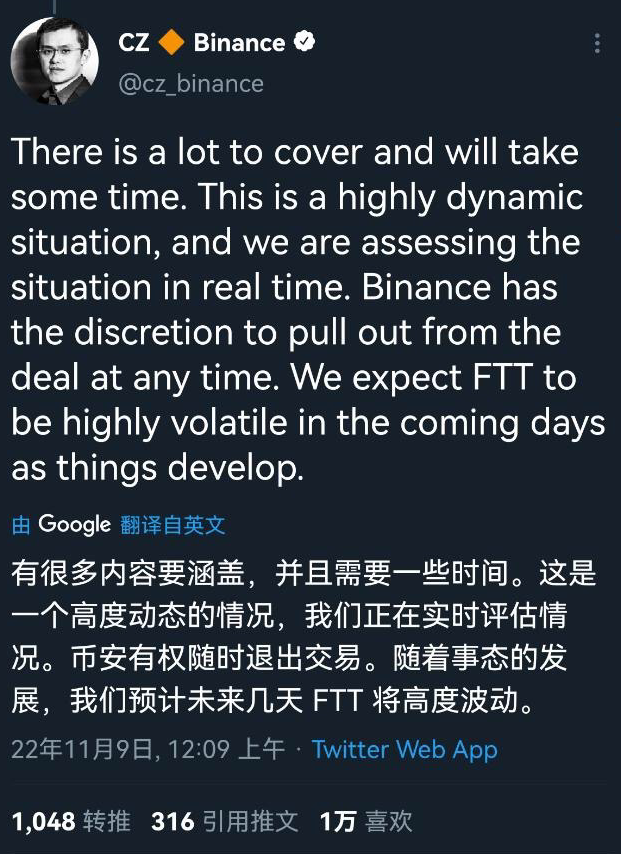 CZ 🔶 Binance
@cz_binance
There is a lot to cover and will take
some time. This is a highly dynamic
situation, and we are assessing the
situation in real time. Binance has
the discretion to pull out from the
deal at any time. We expect FTT to
be highly volatile in the coming days
as things develop.
由 Google 翻译自英文
有很多内容要涵盖，并且需要一些时间。这是
一个高度动态的情况，我们正在实时评估情
况。币安有权随时退出交易。随着事态的发
展，我们预计未来几天 FTT 将高度波动。
22年11月9日, 12:09 上午 · Twitter Web App
1,048 转推 316 引用推文 1万 喜欢